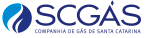 SCGÁS
COMPANHIA DE GÁS DE SANTA CATARINA